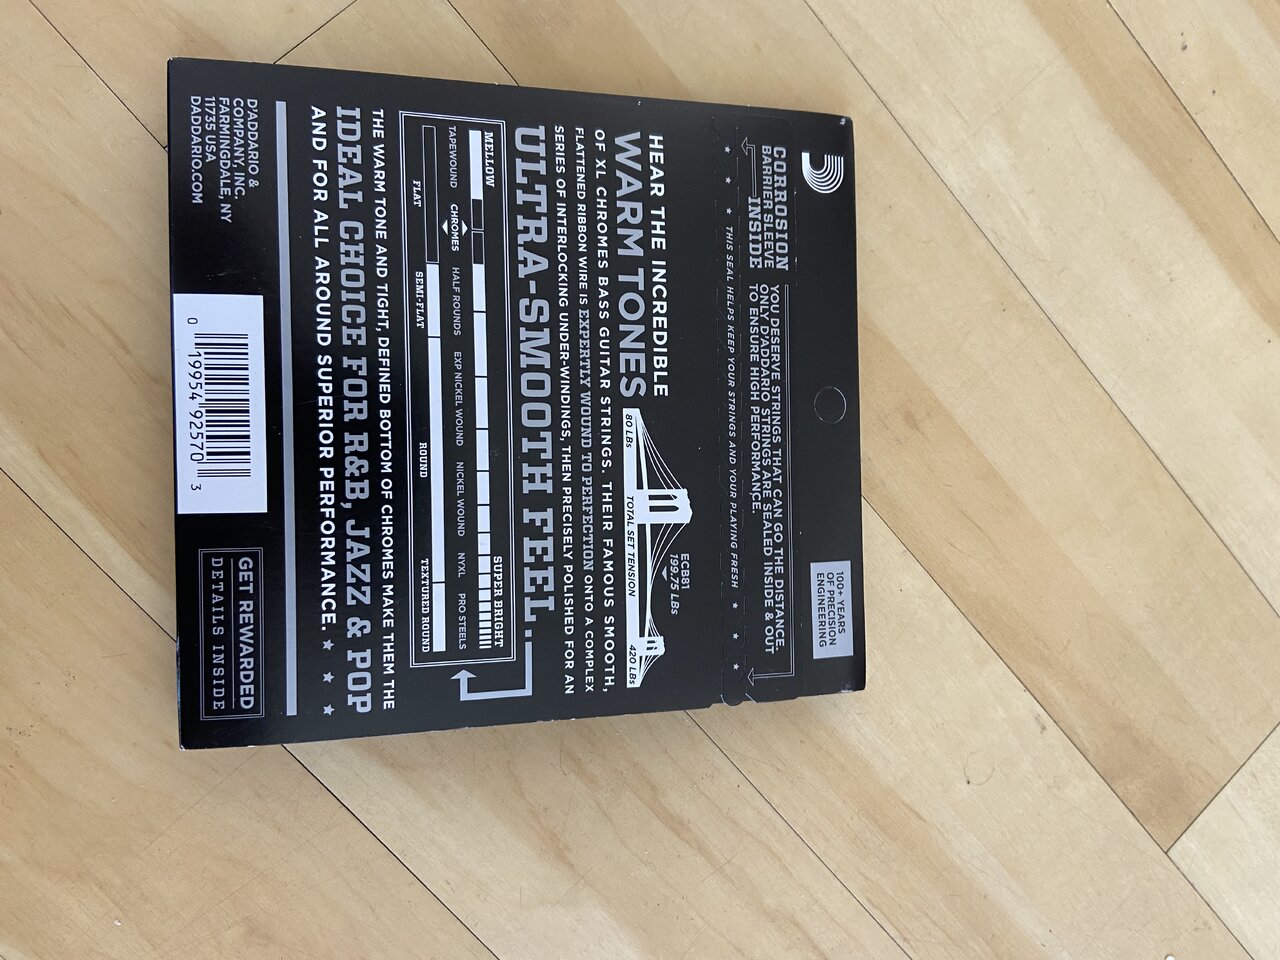 100+ YEARS
OF PRECISION
ENGINEERING
CORROSION
BARRIER SLEEVE
INSIDE
YOU DESERVE STRINGS THAT CAN GO THE DISTANCE.
ONLY D'ADDARIO STRINGS ARE SEALED INSIDE & OUT
TO ENSURE HIGH PERFORMANCE.
THIS SEAL HELPS KEEP YOUR STRINGS AND YOUR PLAYING FRESH
HEAR THE INCREDIBLE
WARM TONES
ECB81
199.75 LBs
80 LBs
TOTAL SET TENSION
420 LBs
OF XL CHROMES BASS GUITAR STRINGS. THEIR FAMOUS SMOOTH,
FLATTENED RIBBON WIRE IS EXPERTLY WOUND TO PERFECTION ONTO A COMPLEX
SERIES OF INTERLOCKING UNDER-WINDINGS, THEN PRECISELY POLISHED FOR AN
ULTRA-SMOOTH FEEL.
MELLOW
SUPER BRIGHT
TAPEWOUND
CHROMES
HALF ROUNDS
EXP NICKEL WOUND
NICKEL WOUND
NYXL
PRO STEELS
FLAT
SEMI-FLAT
ROUND
TEXTURED ROUND
THE WARM TONE AND TIGHT, DEFINED BOTTOM OF CHROMES MAKE THEM THE
IDEAL CHOICE FOR R&B, JAZZ & POP
AND FOR ALL AROUND SUPERIOR PERFORMANCE.
D'ADDARIO &
COMPANY, INC.
FARMINGDALE, NY
11735 USA
DADDARIO.COM
0 19954 92570 3
GET REWARDED
DETAILS INSIDE